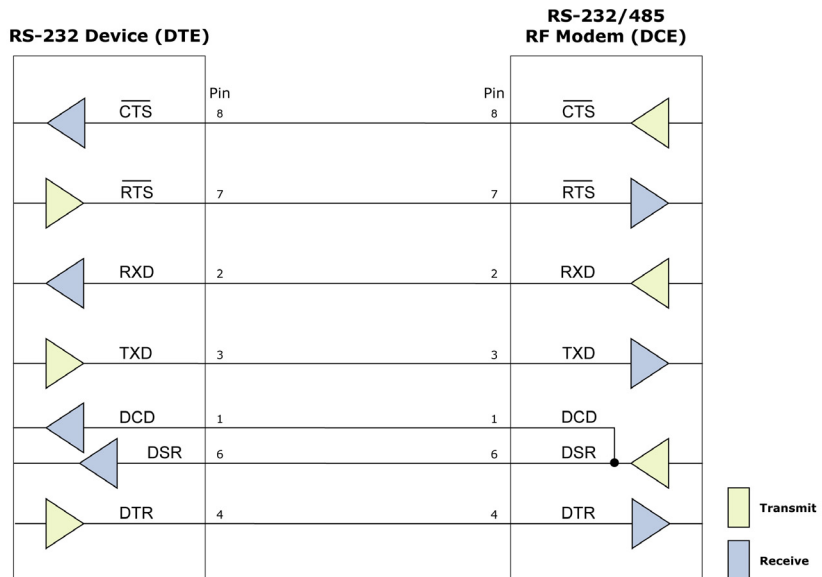 RS-232 Device (DTE)
RS-232/485
RF Modem (DCE)
Pin
Pin
CTS
8
8
CTS
RTS
7
7
RTS
RXD
2
2
RXD
TXD
3
3
TXD
DCD
1
1
DCD
DSR
6
6
DSR
DTR
4
4
DTR
Transmit
Receive